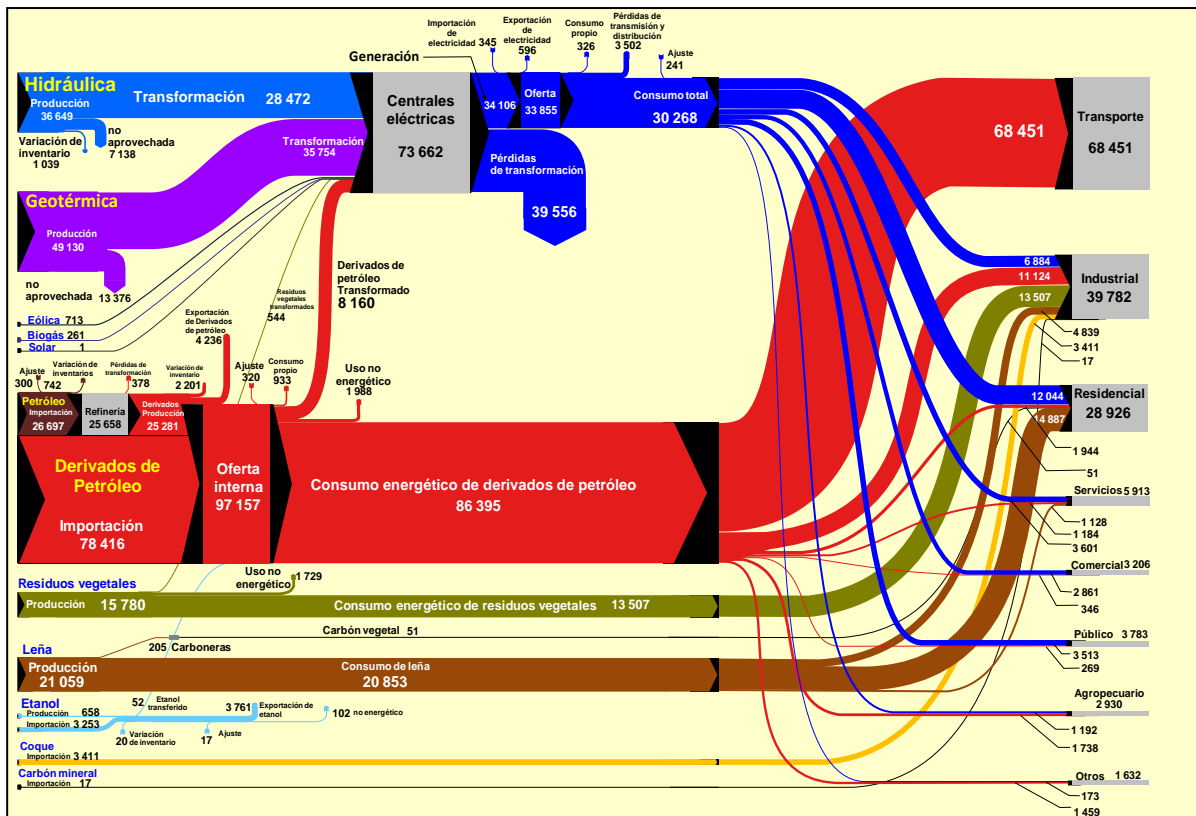 Importación de electricidad 345
Exportación de electricidad 596
Consumo propio 326
Pérdidas de transmisión y distribución 3 502
Ajuste 241
Generación
Hidráulica
Producción
36 649
Transformación 28 472
no aprovechada
7 138
Variación de inventario
1 039
Centrales eléctricas
73 662
34 106
Oferta
33 855
Consumo total
30 268
Pérdidas de transformación
39 556
Transformación
35 754
Geotérmica
Producción
49 130
no aprovechada
13 376
Eólica 713
Biogás 261
Solar 1
Derivados de petróleo Transformado
8 160
Residuos vegetales transformados
544
Exportación de Derivados de petróleo
4 236
Ajuste
300
Variación de inventarios
742
Pérdidas de transformación
378
Variación de inventario
2 201
Ajuste
320
Consumo propio
933
Uso no energético
1 988
Petróleo
Importación
26 697
Refinería
25 658
Derivados
Producción
25 281
Derivados de Petróleo
Importación
78 416
Oferta interna
97 157
Consumo energético de derivados de petróleo
86 395
Residuos vegetales
Producción 15 780
Uso no energético
1 729
Consumo energético de residuos vegetales 13 507
Carbón vegetal 51
205 Carboneras
Leña
Producción
21 059
Consumo de leña
20 853
Etanol
Producción 658
Importación 3 253
52
Etanol transferido
3 761
Exportación de etanol
102 no energético
20
Variación de inventario
17
Ajuste
Coque
Importación 3 411
Carbón mineral
Importación 17
68 451
Transporte
68 451
6 884
11 124
13 507
Industrial
39 782
4 839
3 411
17
12 044
14 887
Residencial
28 926
1 944
51
Servicios 5 913
1 128
1 184
3 601
Comercial 3 206
2 861
346
Público 3 783
3 513
269
Agropecuario
2 930
1 192
1 738
Otros 1 632
173
1 459